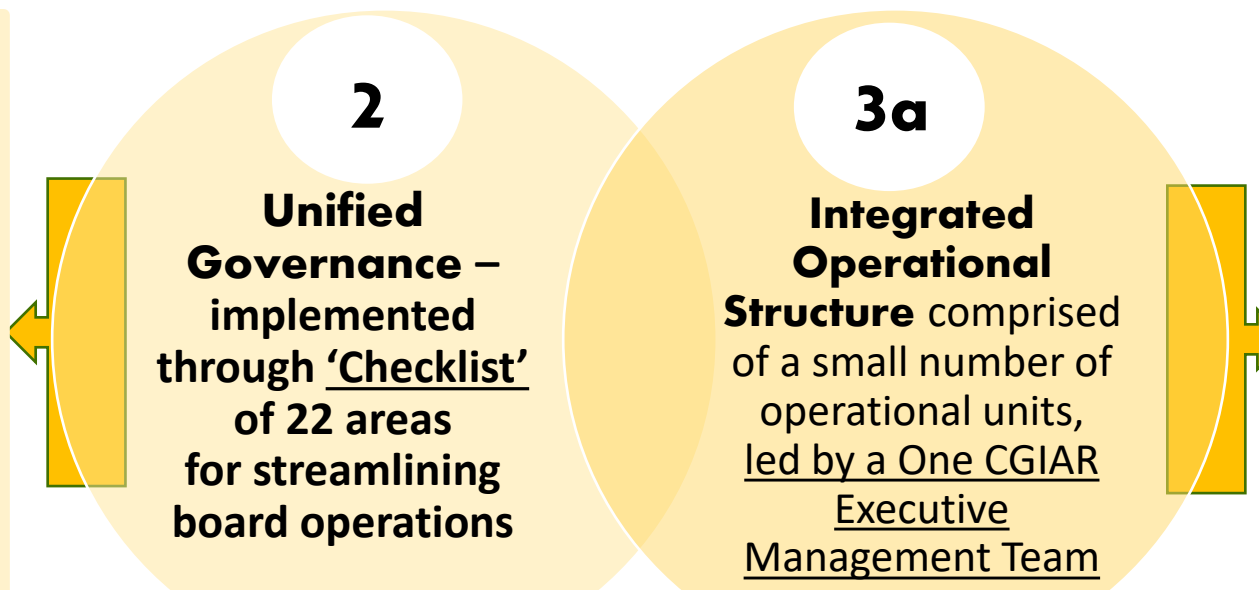 2
Unified
Governance –
implemented
through ‘Checklist’
of 22 areas
for streamlining
board operations
3a
Integrated
Operational
Structure comprised
of a small number of
operational units,
led by a One CGIAR
Executive
Management Team